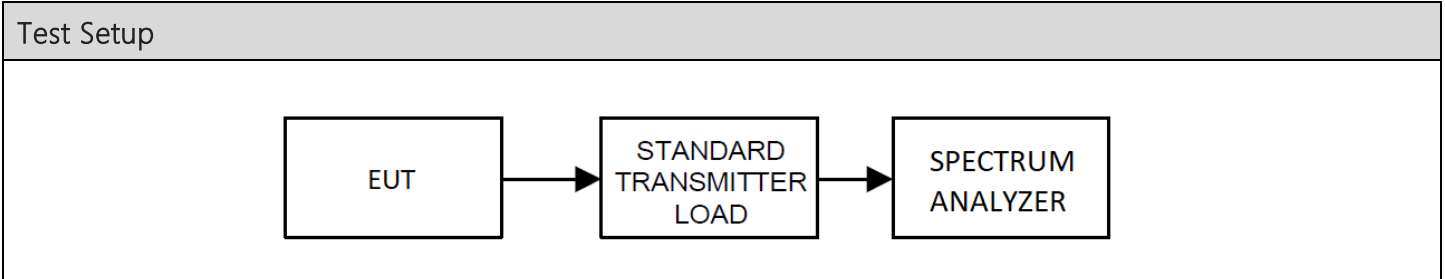 Test Setup
EUT
STANDARD
TRANSMITTER
LOAD
SPECTRUM
ANALYZER